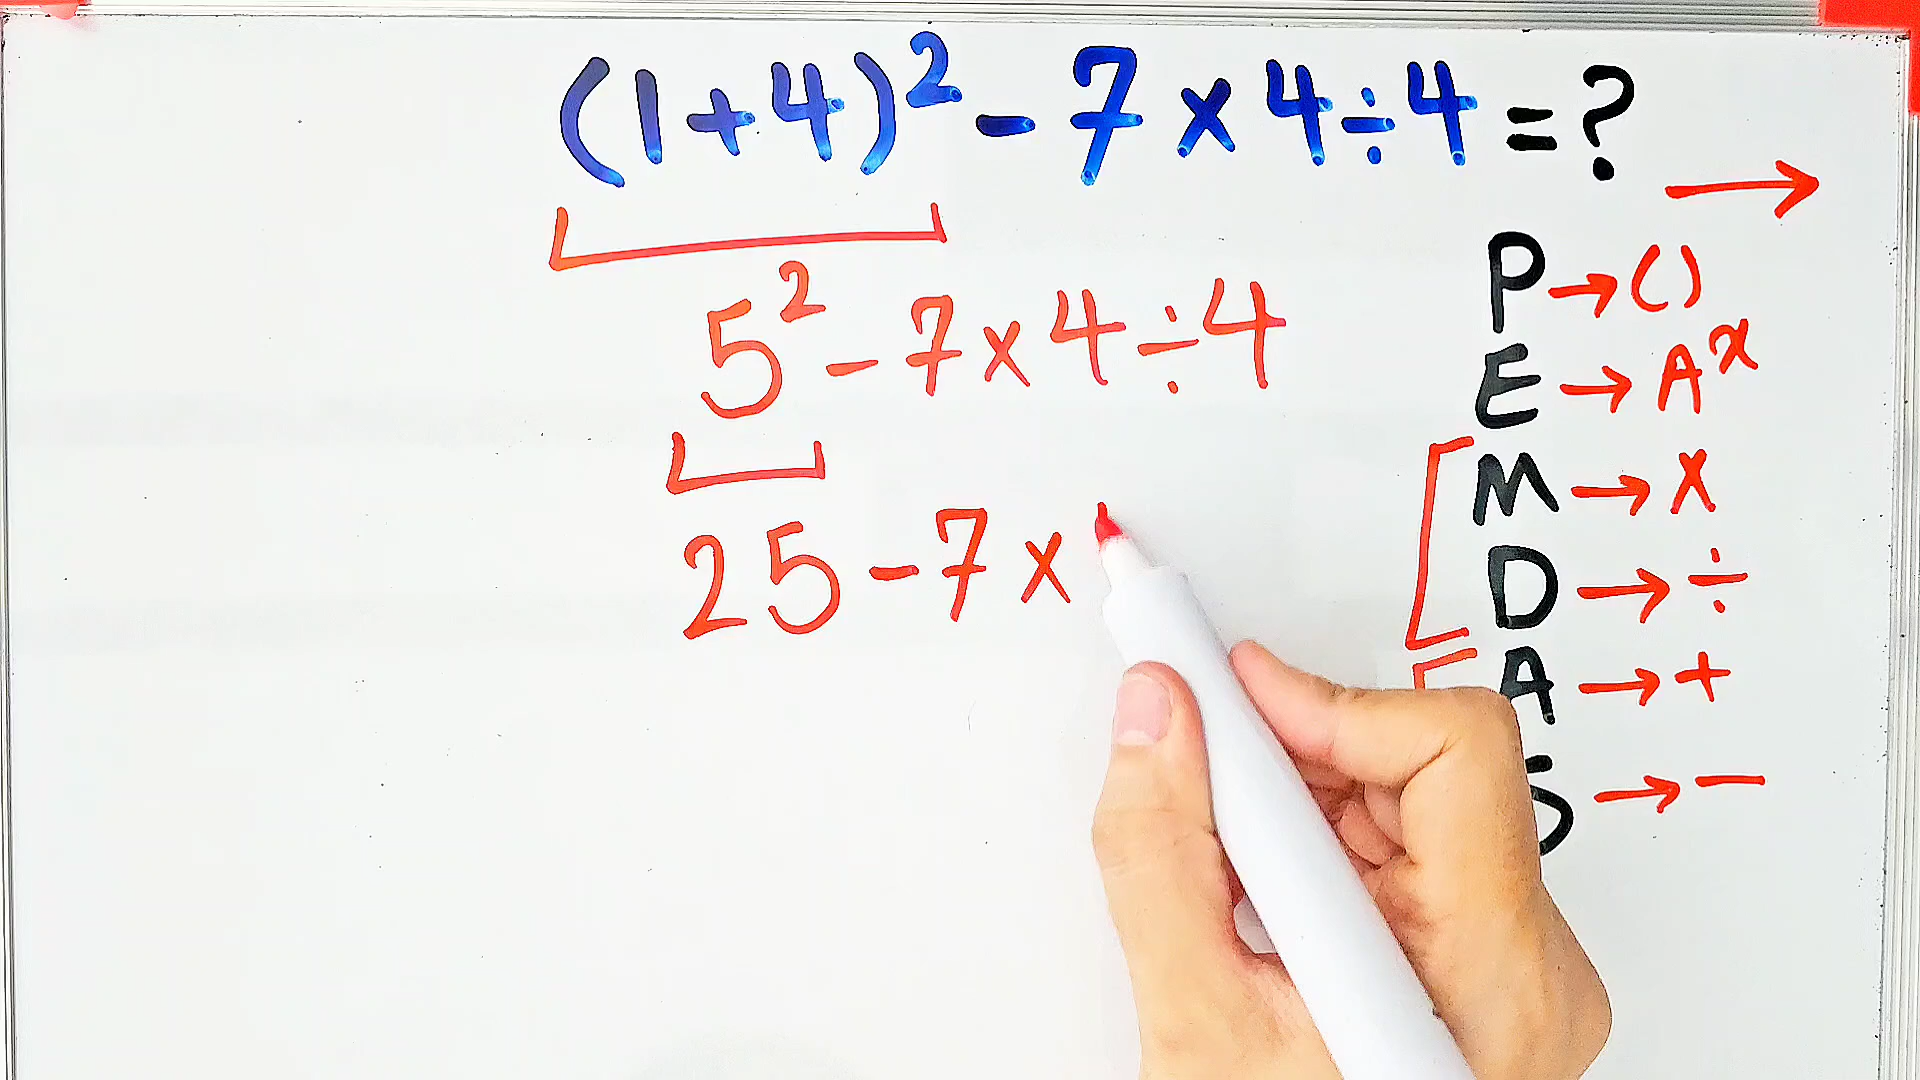 (1+4)² - 7 × 4 ÷ 4 = ?
5² - 7 × 4 ÷ 4
25 - 7 ×
P → ()
E → Aˣ
M → ×
D → ÷
A → +
S → −